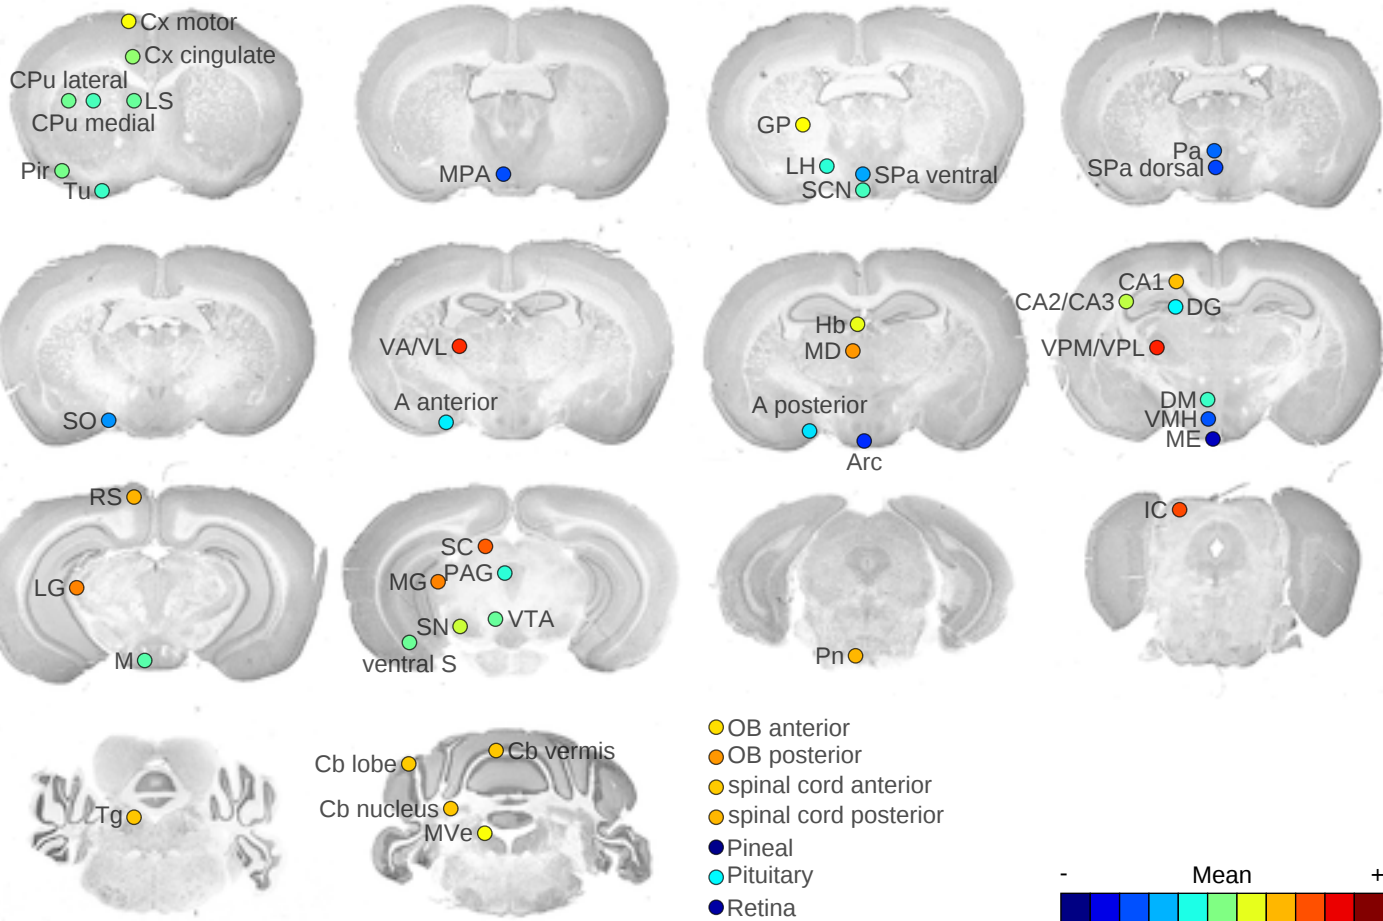 Cx motor
Cx cingulate
CPu lateral
LS
CPu medial
Pir
Tu
MPA
GP
LH
SPa ventral
SCN
Pa
SPa dorsal
SO
VA/VL
A anterior
Hb
MD
A posterior
Arc
CA1
CA2/CA3
DG
VPM/VPL
DM
VMH
ME
RS
LG
M
SC
MG
PAG
SN
VTA
ventral S
Pn
IC
Tg
Cb lobe
Cb vermis
Cb nucleus
MVe
OB anterior
OB posterior
spinal cord anterior
spinal cord posterior
Pineal
Pituitary
Retina
- Mean +